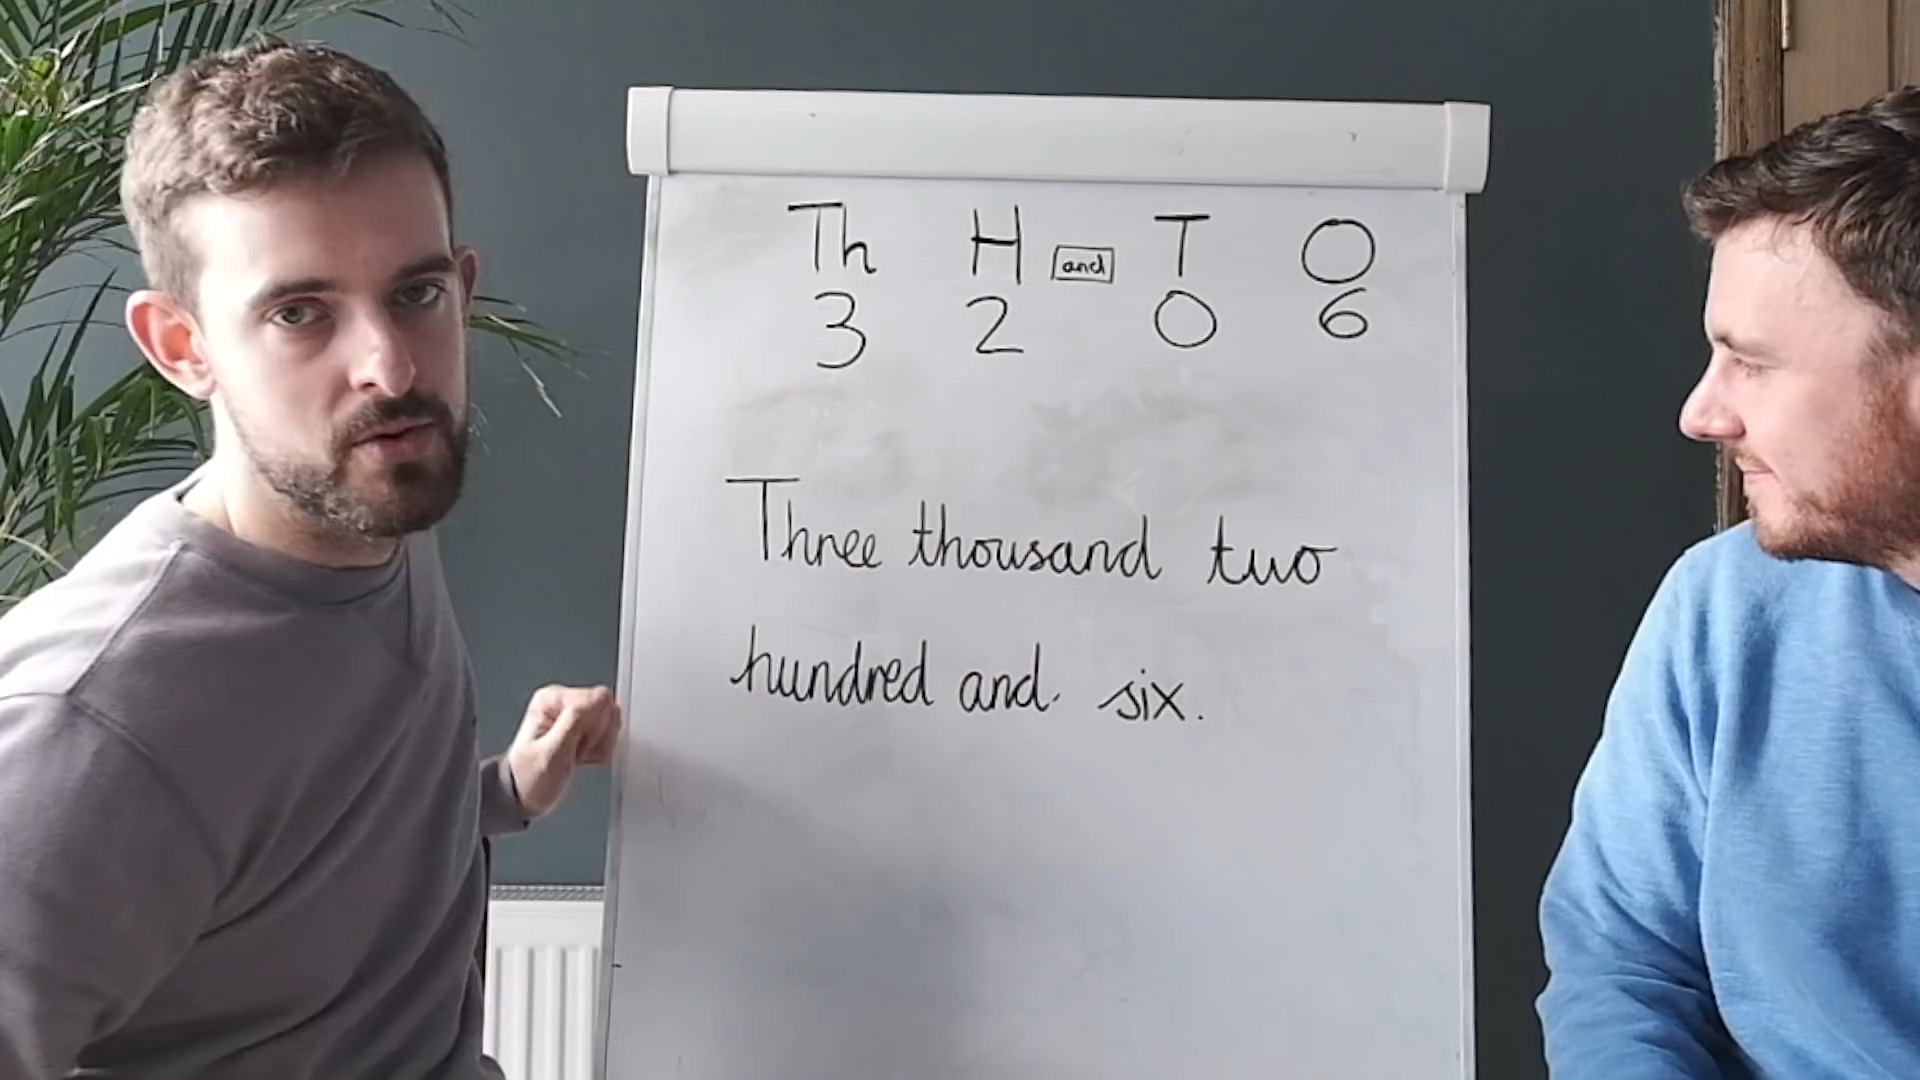 Th H and T O
3 2 0 6
Three thousand two
hundred and six.